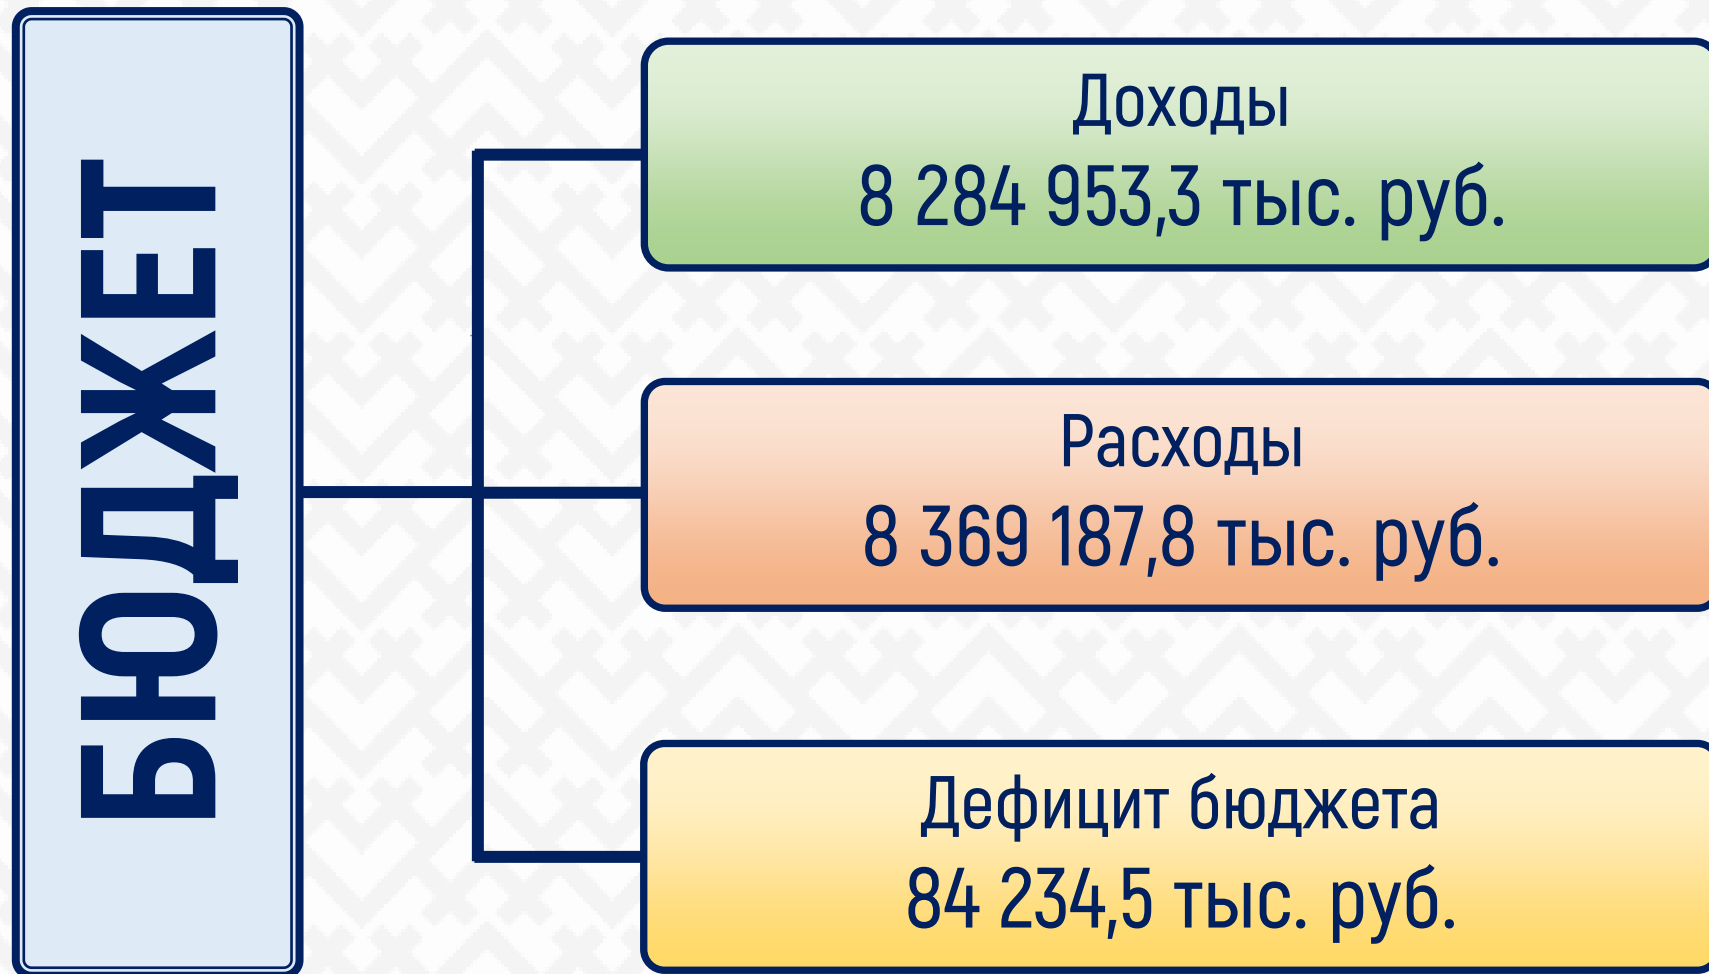 БЮДЖЕТ
Доходы
8 284 953,3 тыс. руб.
Расходы
8 369 187,8 тыс. руб.
Дефицит бюджета
84 234,5 тыс. руб.